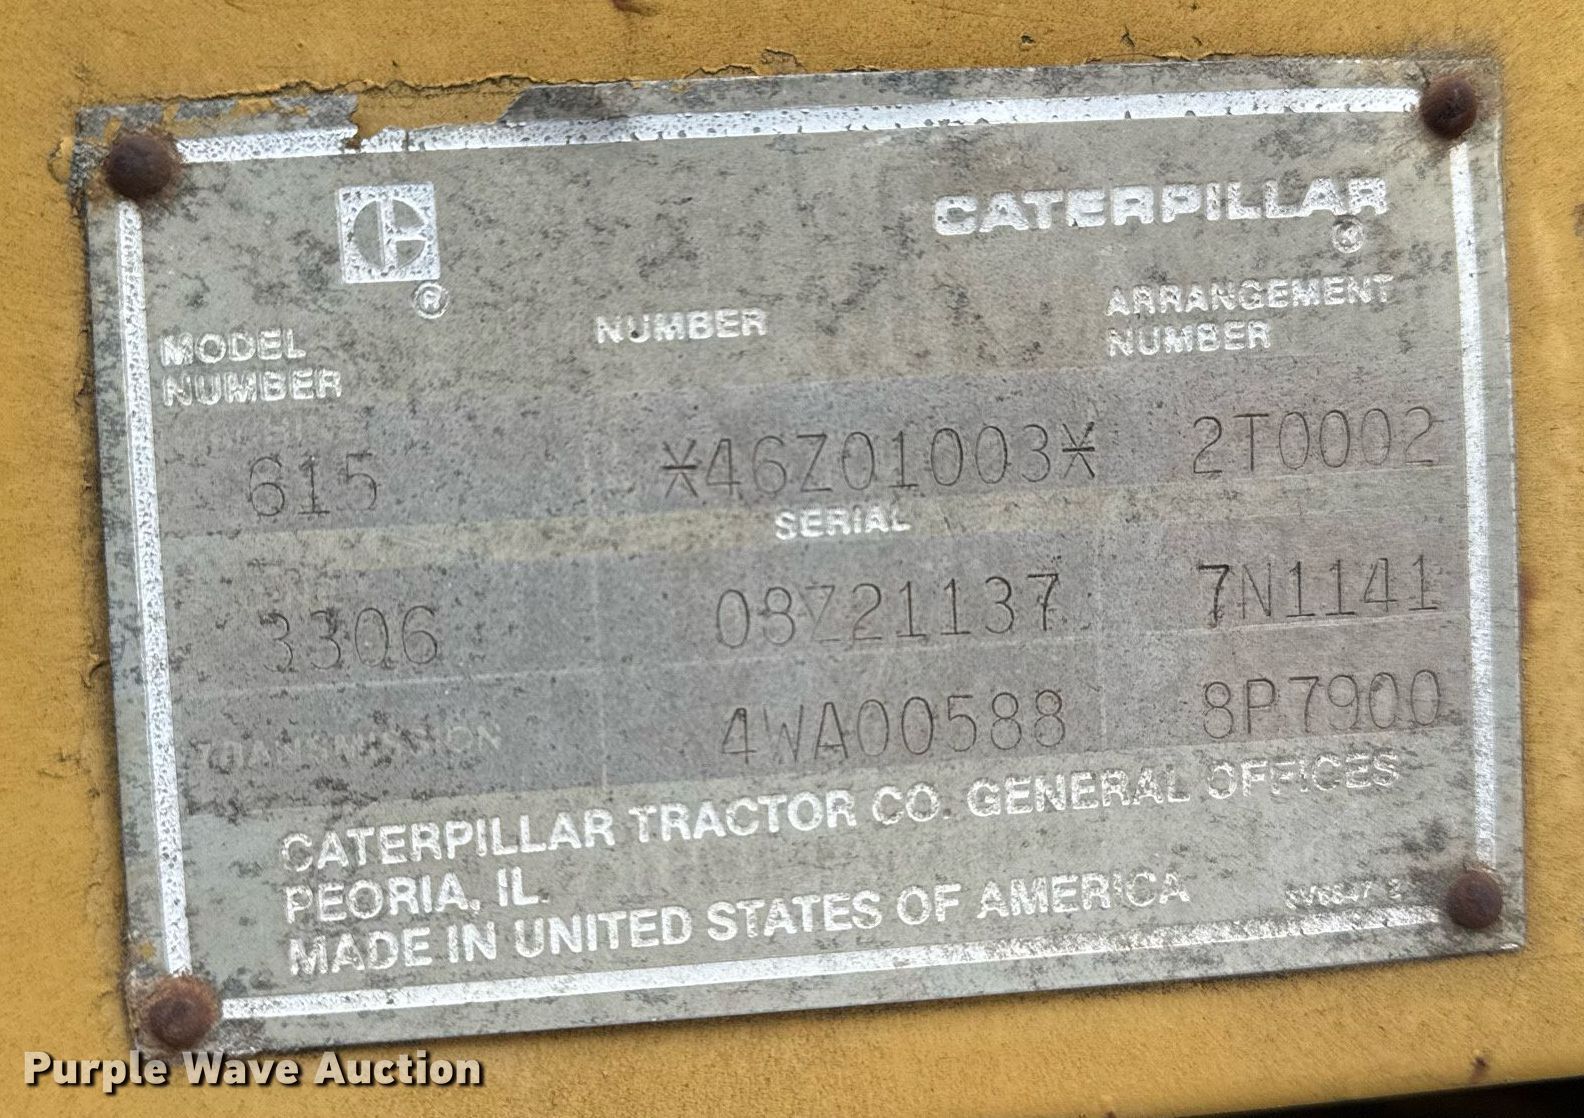 CATERPILLAR
®
®
MODEL NUMBER
NUMBER
ARRANGEMENT NUMBER
615 *46Z01003* 2T0002
SERIAL
3306 08Z21137 7N1141
TRANSMISSION 4WA00588 8P7900
CATERPILLAR TRACTOR CO. GENERAL OFFICES
PEORIA, IL.
MADE IN UNITED STATES OF AMERICA
Purple Wave Auction